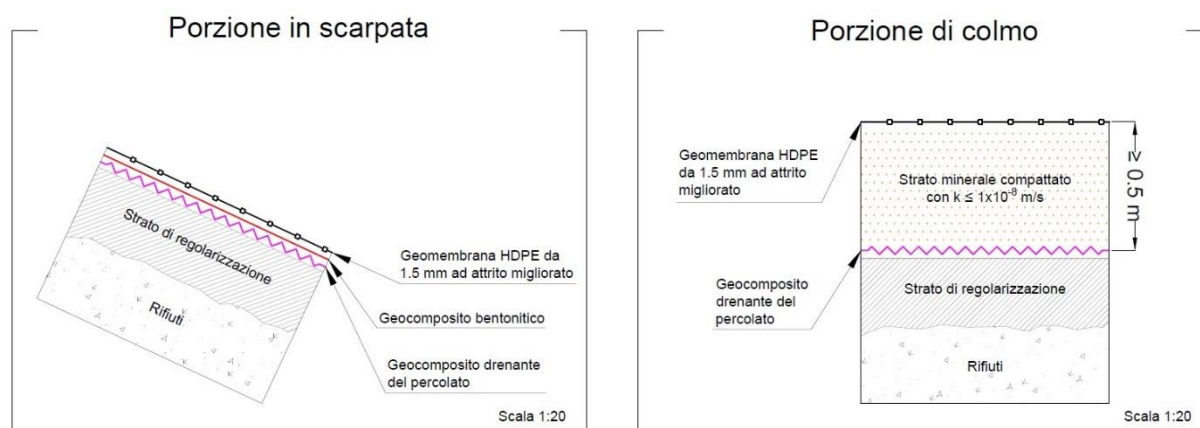 Porzione in scarpata
Strato di regolarizzazione
Rifiuti
Geomembrana HDPE da
1.5 mm ad attrito migliorato
Geocomposito bentonitico
Geocomposito drenante
del percolato
Scala 1:20
Porzione di colmo
Geomembrana HDPE
da 1.5 mm ad attrito
migliorato
Strato minerale compattato
con k ≤ 1x10⁻⁸ m/s
≥ 0.5 m
Geocomposito
drenante del
percolato
Strato di regolarizzazione
Rifiuti
Scala 1:20